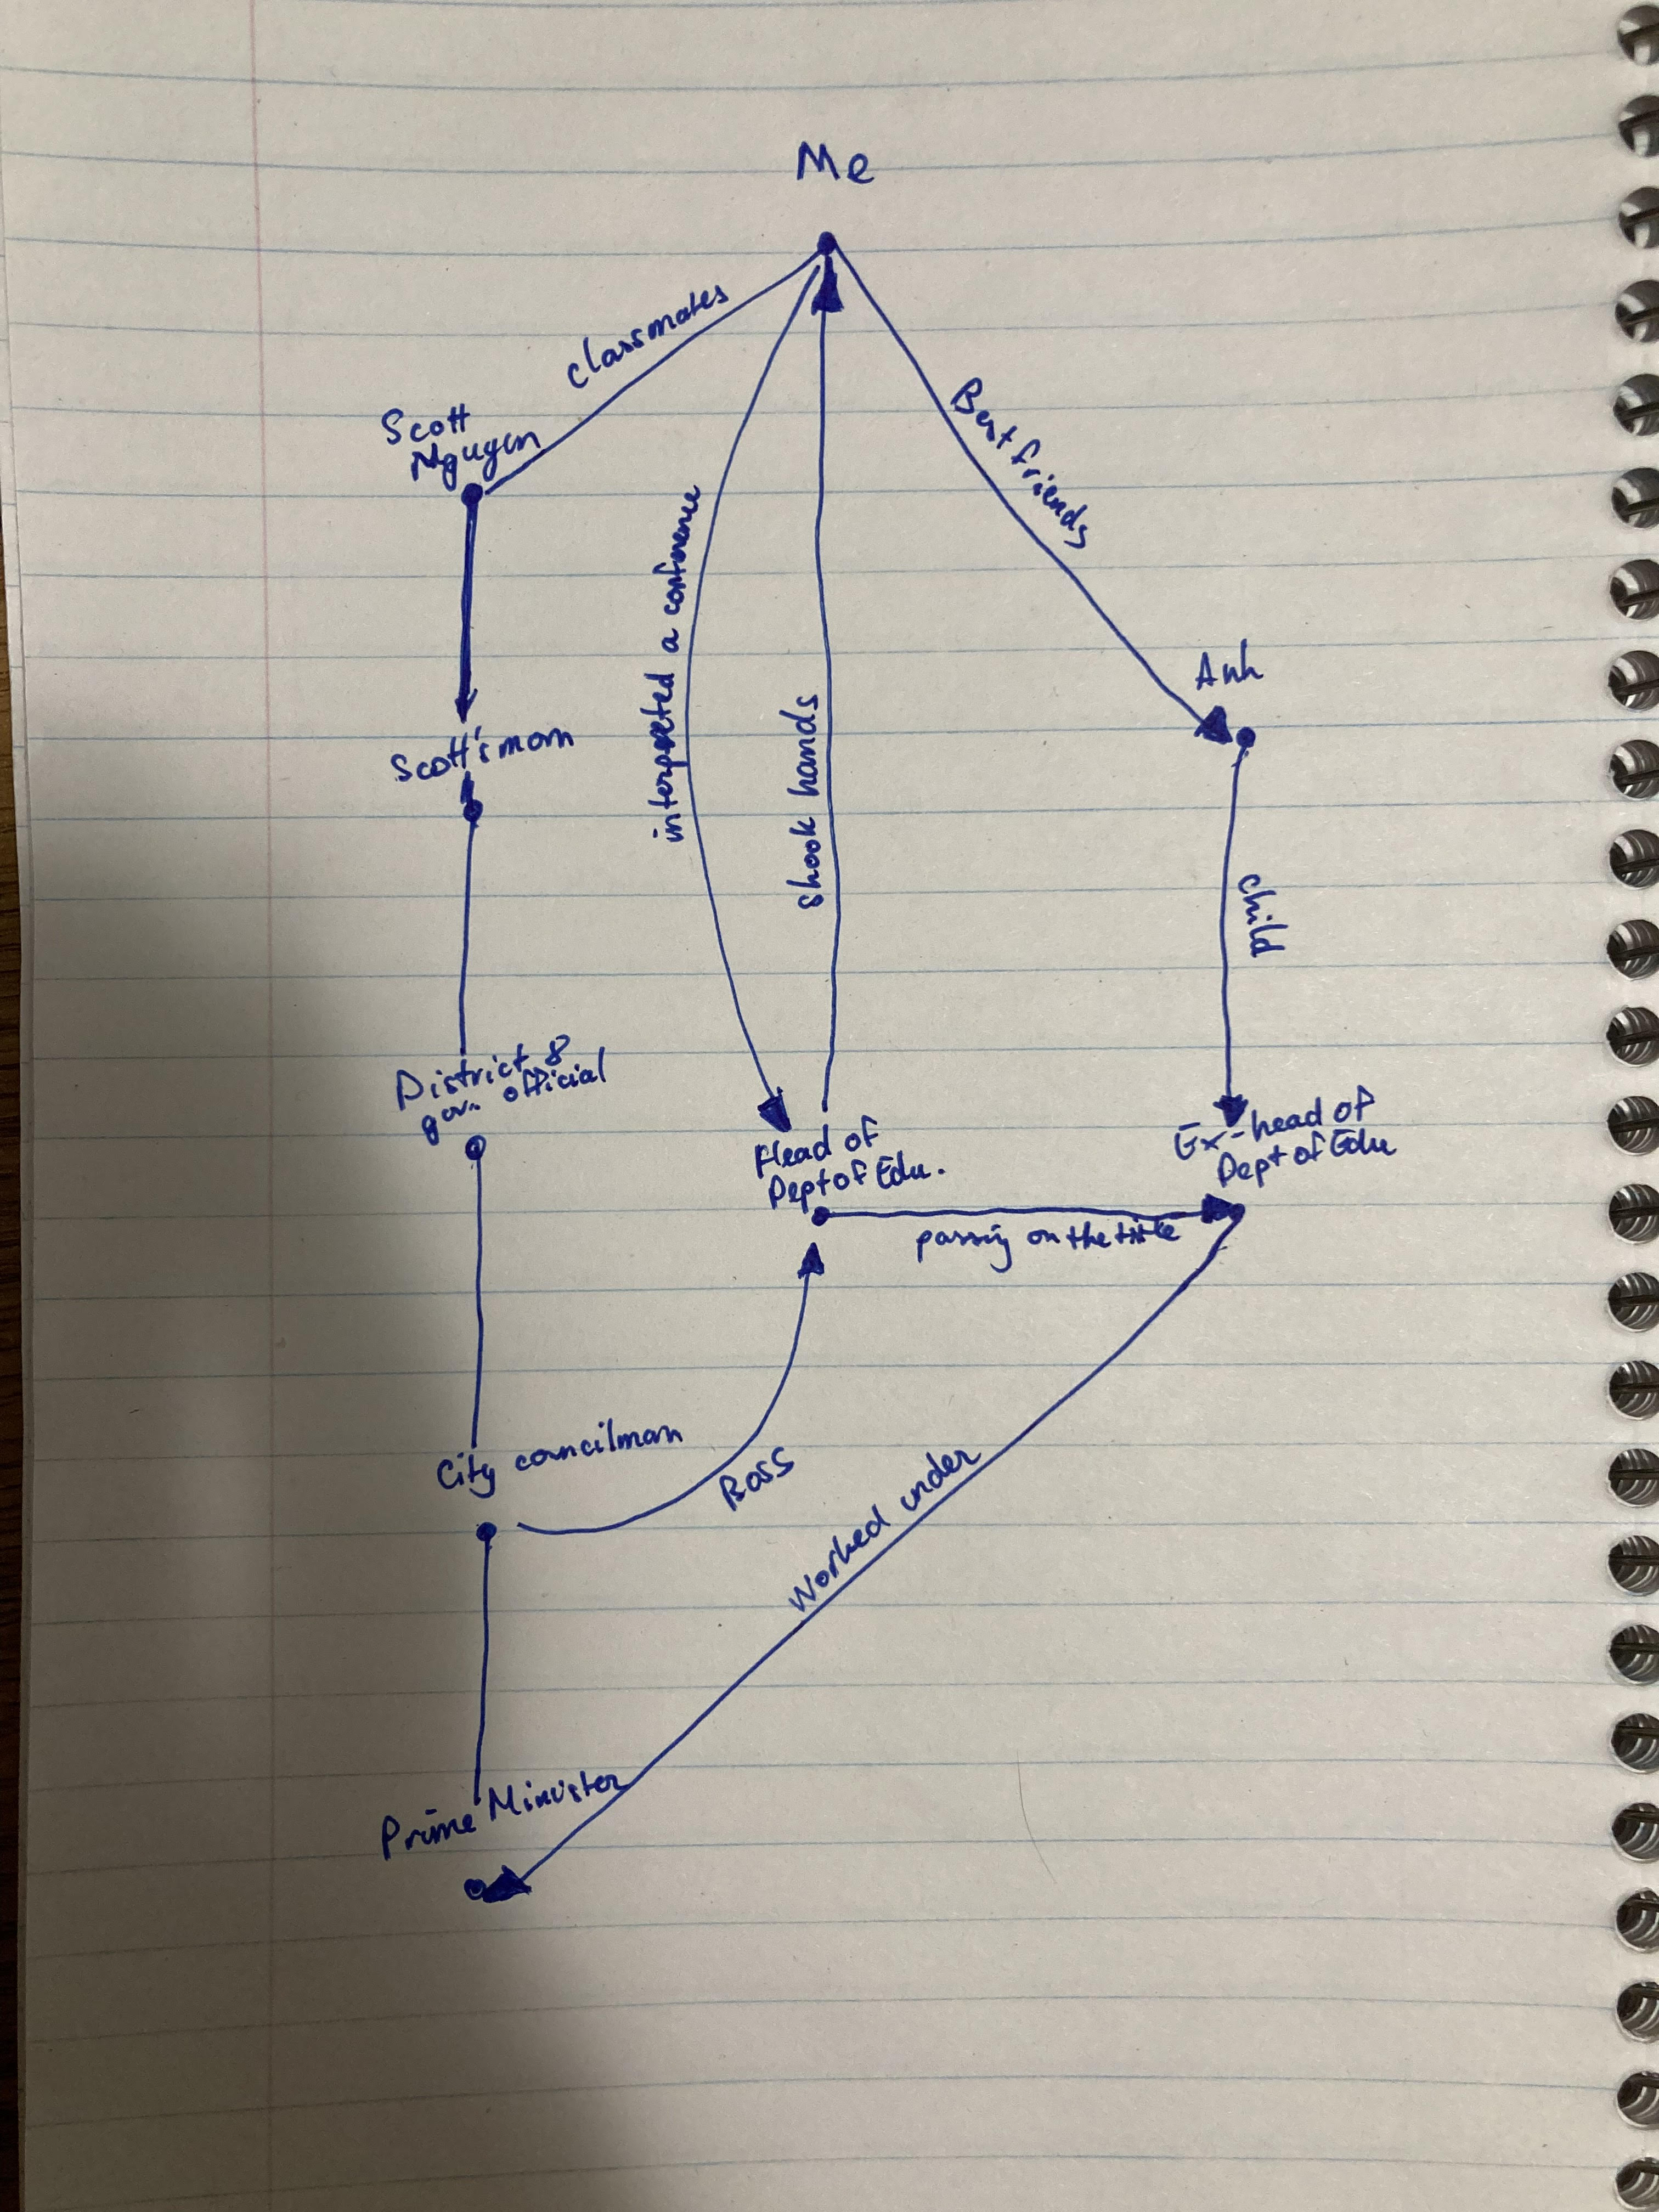 Me
classmates
Scott
Nguyen
Best friends
interpreted a conference
shook hands
Anh
Scott's mom
child
District 8
gov. official
Head of
Dept of Edu.
Ex-head of
Dept of Edu
passing on the title
City councilman
Boss
Worked under
Prime Minister